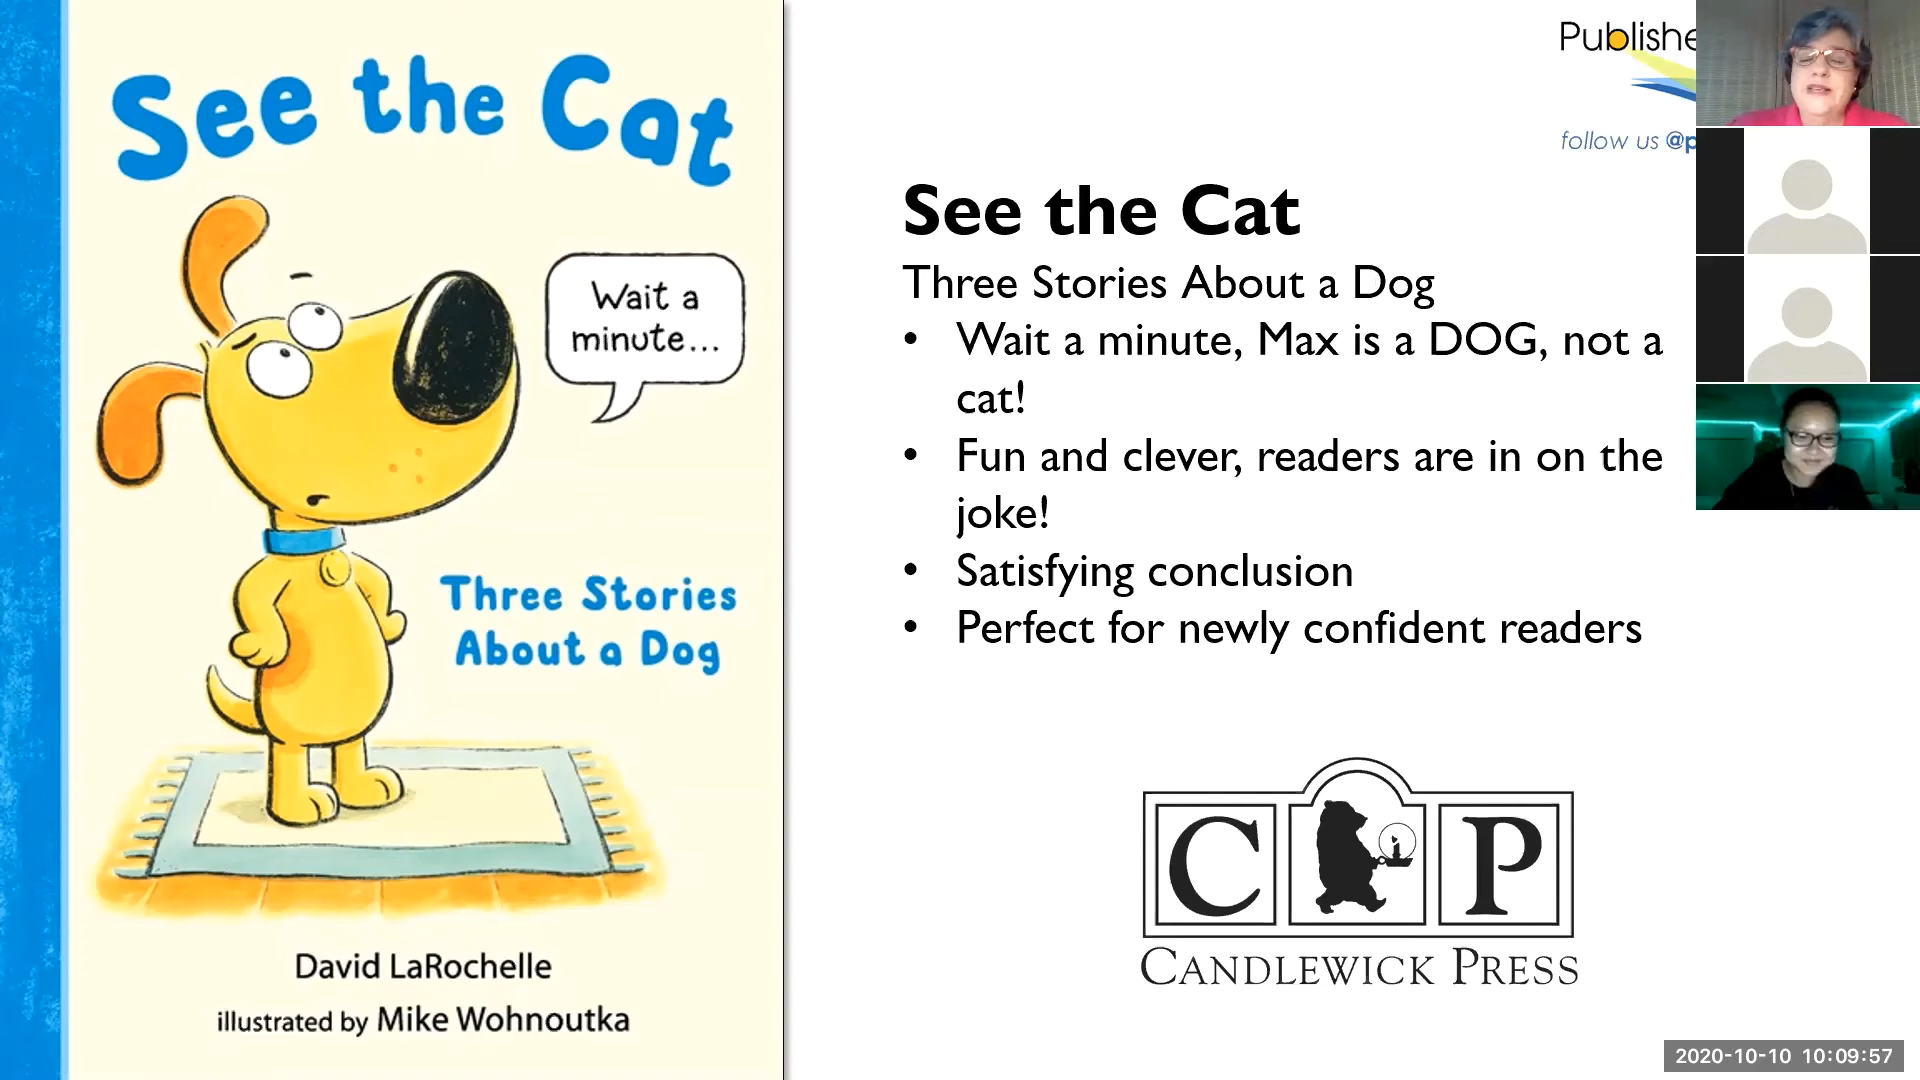 See the Cat
Wait a
minute...
Three Stories
About a Dog
David LaRochelle
illustrated by Mike Wohnoutka
Publishe
follow us @p
See the Cat
Three Stories About a Dog
• Wait a minute, Max is a DOG, not a
cat!
• Fun and clever, readers are in on the
joke!
• Satisfying conclusion
• Perfect for newly confident readers
C P
CANDLEWICK PRESS
2020-10-10 10:09:57